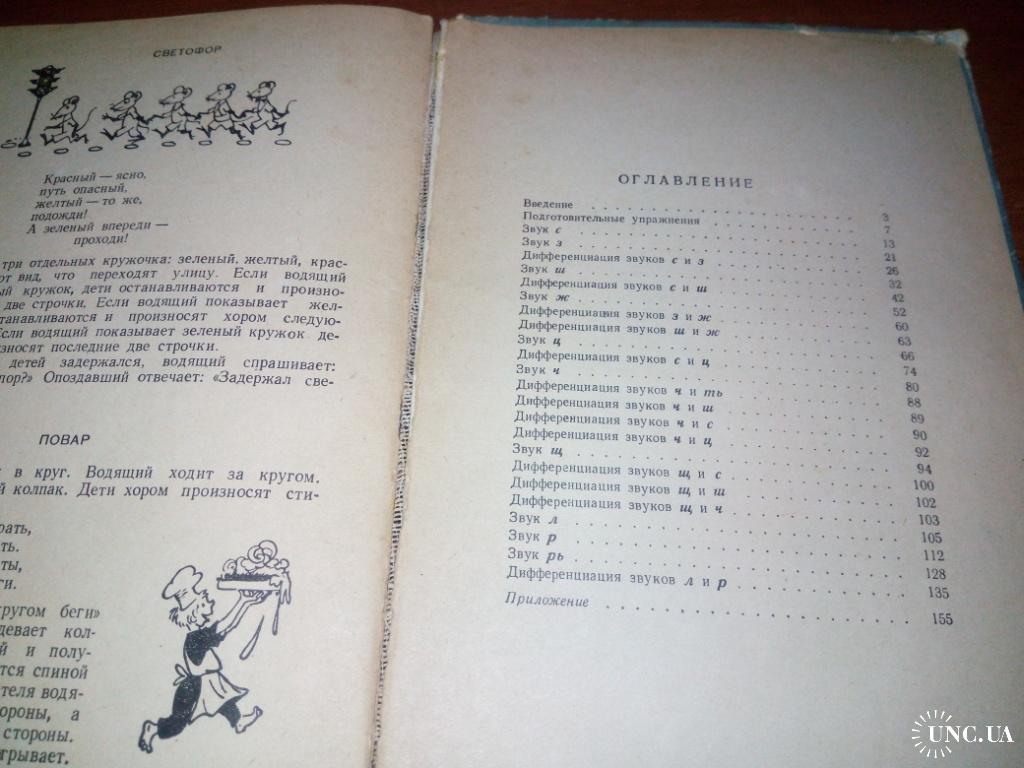 СВЕТОФОР
Красный — ясно,
путь опасный,
желтый — то же,
подожди!
А зеленый впереди —
проходи!
три отдельных кружочка: зеленый, желтый, крас-
вид, что переходят улицу. Если водящий
кружок, дети останавливаются и произно-
две строчки. Если водящий показывает жел-
и произносят хором следую-
Если водящий показывает зеленый кружок де-
последние две строчки.
детей задержался, водящий спрашивает:
Опоздавший отвечает: «Задержал све-
ПОВАР
в круг. Водящий ходит за кругом.
колпак. Дети хором произносят сти-
рать,
ть.
ты,
ги.
кругом беги»
девает кол-
й и полу-
тся спиной
теля водя-
ороны, а
стороны.
грывает.
ОГЛАВЛЕНИЕ
Введение . . . 3
Подготовительные упражнения . . . 7
Звук с . . . 13
Звук з . . . 21
Дифференциация звуков с и з . . . 26
Звук ш . . . 32
Дифференциация звуков с и ш . . . 42
Звук ж . . . 52
Дифференциация звуков з и ж . . . 60
Дифференциация звуков ш и ж . . . 63
Звук ц . . . 66
Дифференциация звуков с и ц . . . 74
Звук ч . . . 80
Дифференциация звуков ч и ть . . . 88
Дифференциация звуков ч и ш . . . 89
Дифференциация звуков ч и с . . . 90
Дифференциация звуков ч и ц . . . 92
Звук щ . . . 94
Дифференциация звуков щ и с . . . 100
Дифференциация звуков щ и ш . . . 102
Дифференциация звуков щ и ч . . . 103
Звук л . . . 105
Звук р . . . 112
Звук рь . . . 128
Дифференциация звуков л и р . . . 135
Приложение . . . 155
UNC.UA